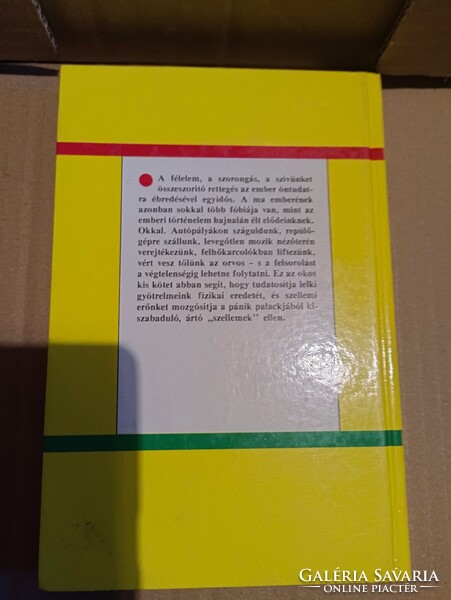 A félelem, a szorongás, a szívünket
összeszorító rettegés az ember öntudat-
ra ébredésével egyidős. A ma emberének
azonban sokkal több fóbiája van, mint az
emberi történelem hajnalán élt elődeinknek.
Okkal. Autópályákon száguldunk, repülő-
gépre szállunk, levegőtlen mozik nézőterén
verejtékezünk, felhőkarcolókban liftezünk,
vért vesz tőlünk az orvos – s a felsorolást
a végtelenségig lehetne folytatni. Ez az okos
kis kötet abban segít, hogy tudatosítja lelki
gyötrelmeink fizikai eredetét, és szellemi
erőnket mozgósítja a pánik palackjából ki-
szabaduló, ártó „szellemek” ellen.
GALÉRIA SAVARIA
ONLINE PIACTÉR